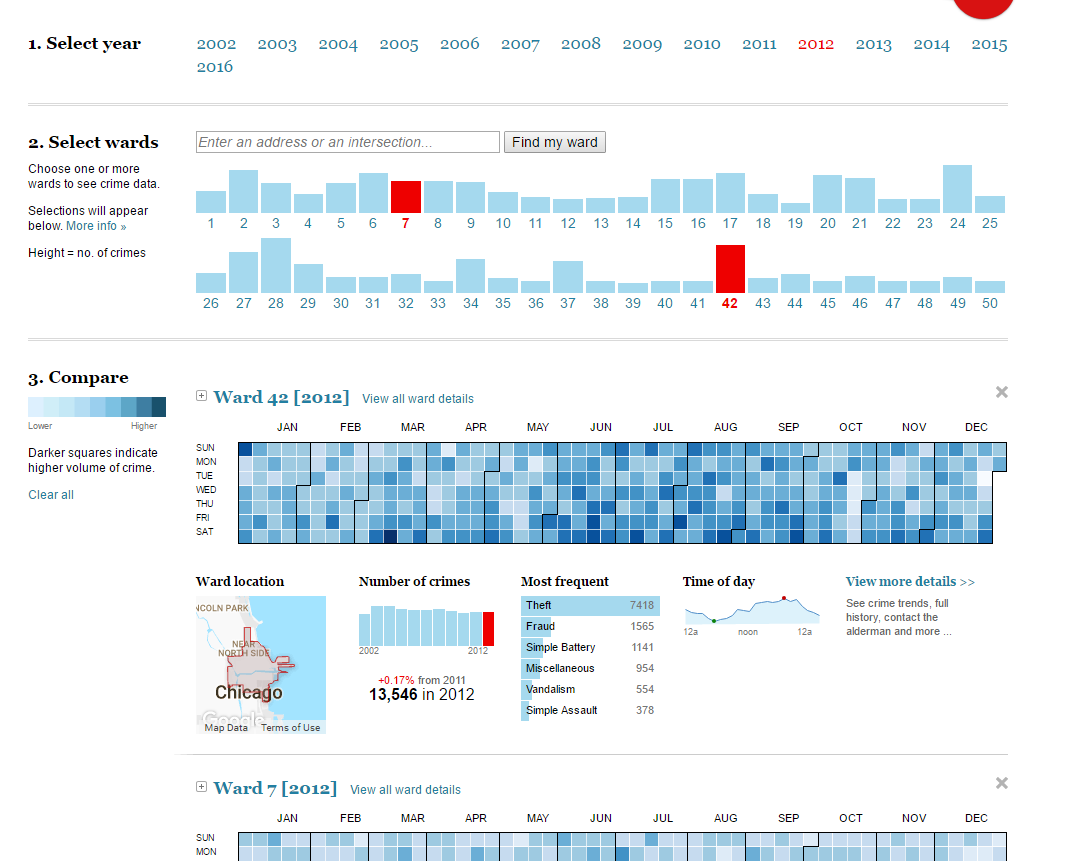 1. Select year
2002 2003 2004 2005 2006 2007 2008 2009 2010 2011 2012 2013 2014 2015
2016
2. Select wards
Enter an address or an intersection...
Find my ward
Choose one or more
wards to see crime data.
Selections will appear
below. More info »
Height = no. of crimes
1 2 3 4 5 6 7 8 9 10 11 12 13 14 15 16 17 18 19 20 21 22 23 24 25
26 27 28 29 30 31 32 33 34 35 36 37 38 39 40 41 42 43 44 45 46 47 48 49 50
3. Compare
Lower Higher
Darker squares indicate
higher volume of crime.
Clear all
Ward 42 [2012] View all ward details
JAN FEB MAR APR MAY JUN JUL AUG SEP OCT NOV DEC
SUN
MON
TUE
WED
THU
FRI
SAT
Ward location
NCOLN PARK
NEAR
NORTH SIDE
Chicago
Google
Map Data Terms of Use
Number of crimes
2002 2012
+0.17% from 2011
13,546 in 2012
Most frequent
Theft 7418
Fraud 1565
Simple Battery 1141
Miscellaneous 954
Vandalism 554
Simple Assault 378
Time of day
12a noon 12a
View more details >>
See crime trends, full
history, contact the
alderman and more ...
Ward 7 [2012] View all ward details
JAN FEB MAR APR MAY JUN JUL AUG SEP OCT NOV DEC
SUN
MON